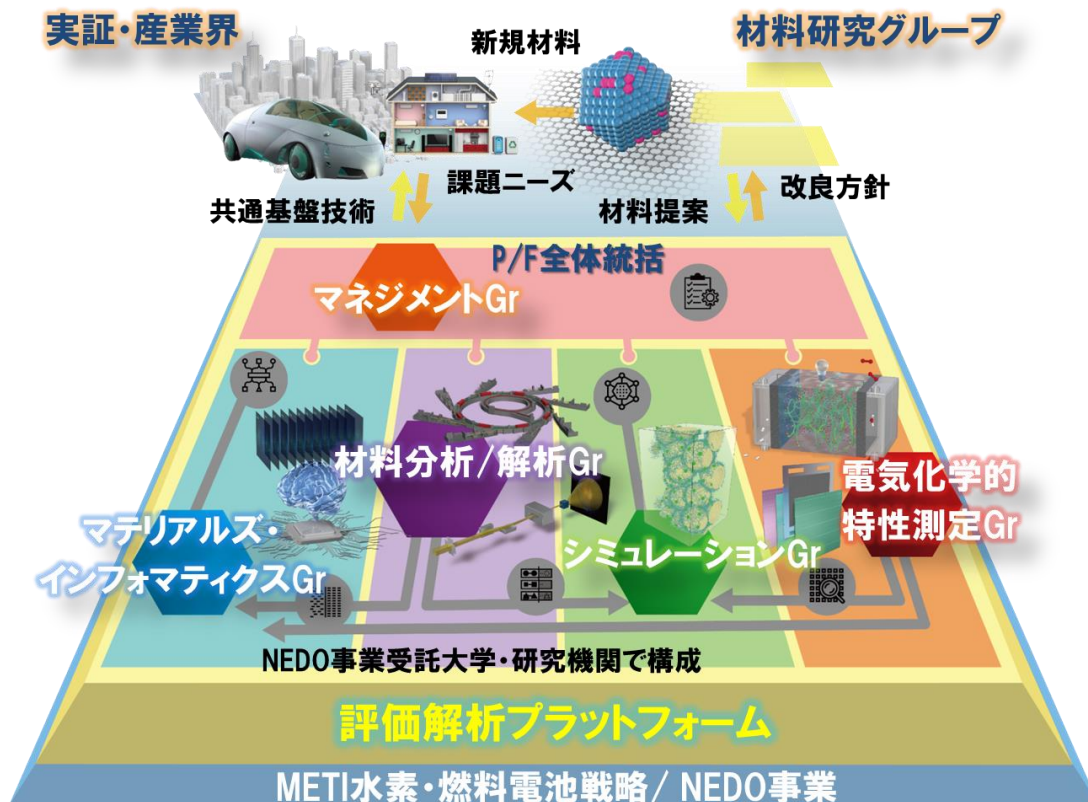 実証・産業界
新規材料
材料研究グループ
課題ニーズ
共通基盤技術
材料提案
改良方針
P/F全体統括
マネジメントGr
材料分析/解析Gr
電気化学的
特性測定Gr
マテリアルズ・
インフォマティクスGr
シミュレーションGr
NEDO事業受託大学・研究機関で構成
評価解析プラットフォーム
METI水素・燃料電池戦略/ NEDO事業